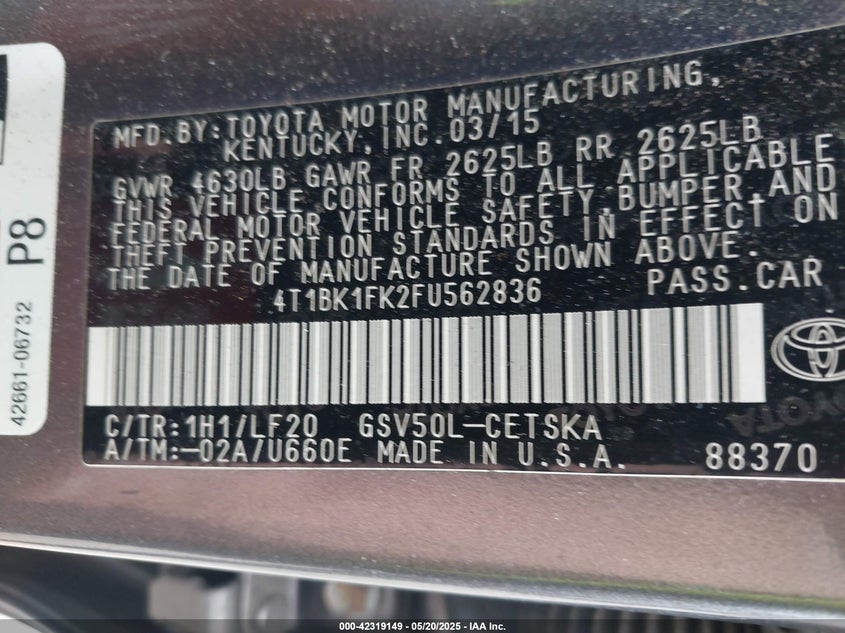 MFD. BY: TOYOTA MOTOR MANUFACTURING,
KENTUCKY, INC. 03/15
GVWR 4630LB GAWR FR 2625LB RR 2625LB
THIS VEHICLE CONFORMS TO ALL APPLICABLE
FEDERAL MOTOR VEHICLE SAFETY, BUMPER, AND
THEFT PREVENTION STANDARDS IN EFFECT ON
THE DATE OF MANUFACTURE SHOWN ABOVE.
4T1BK1FK2FU562836 PASS. CAR
C/TR: 1H1/LF20 GSV50L-CETSKA
A/TM: -02A/U660E MADE IN U.S.A. 88370
TOYOTA
42661-06732 P8
000-42319149 - 05/20/2025 - IAA Inc.